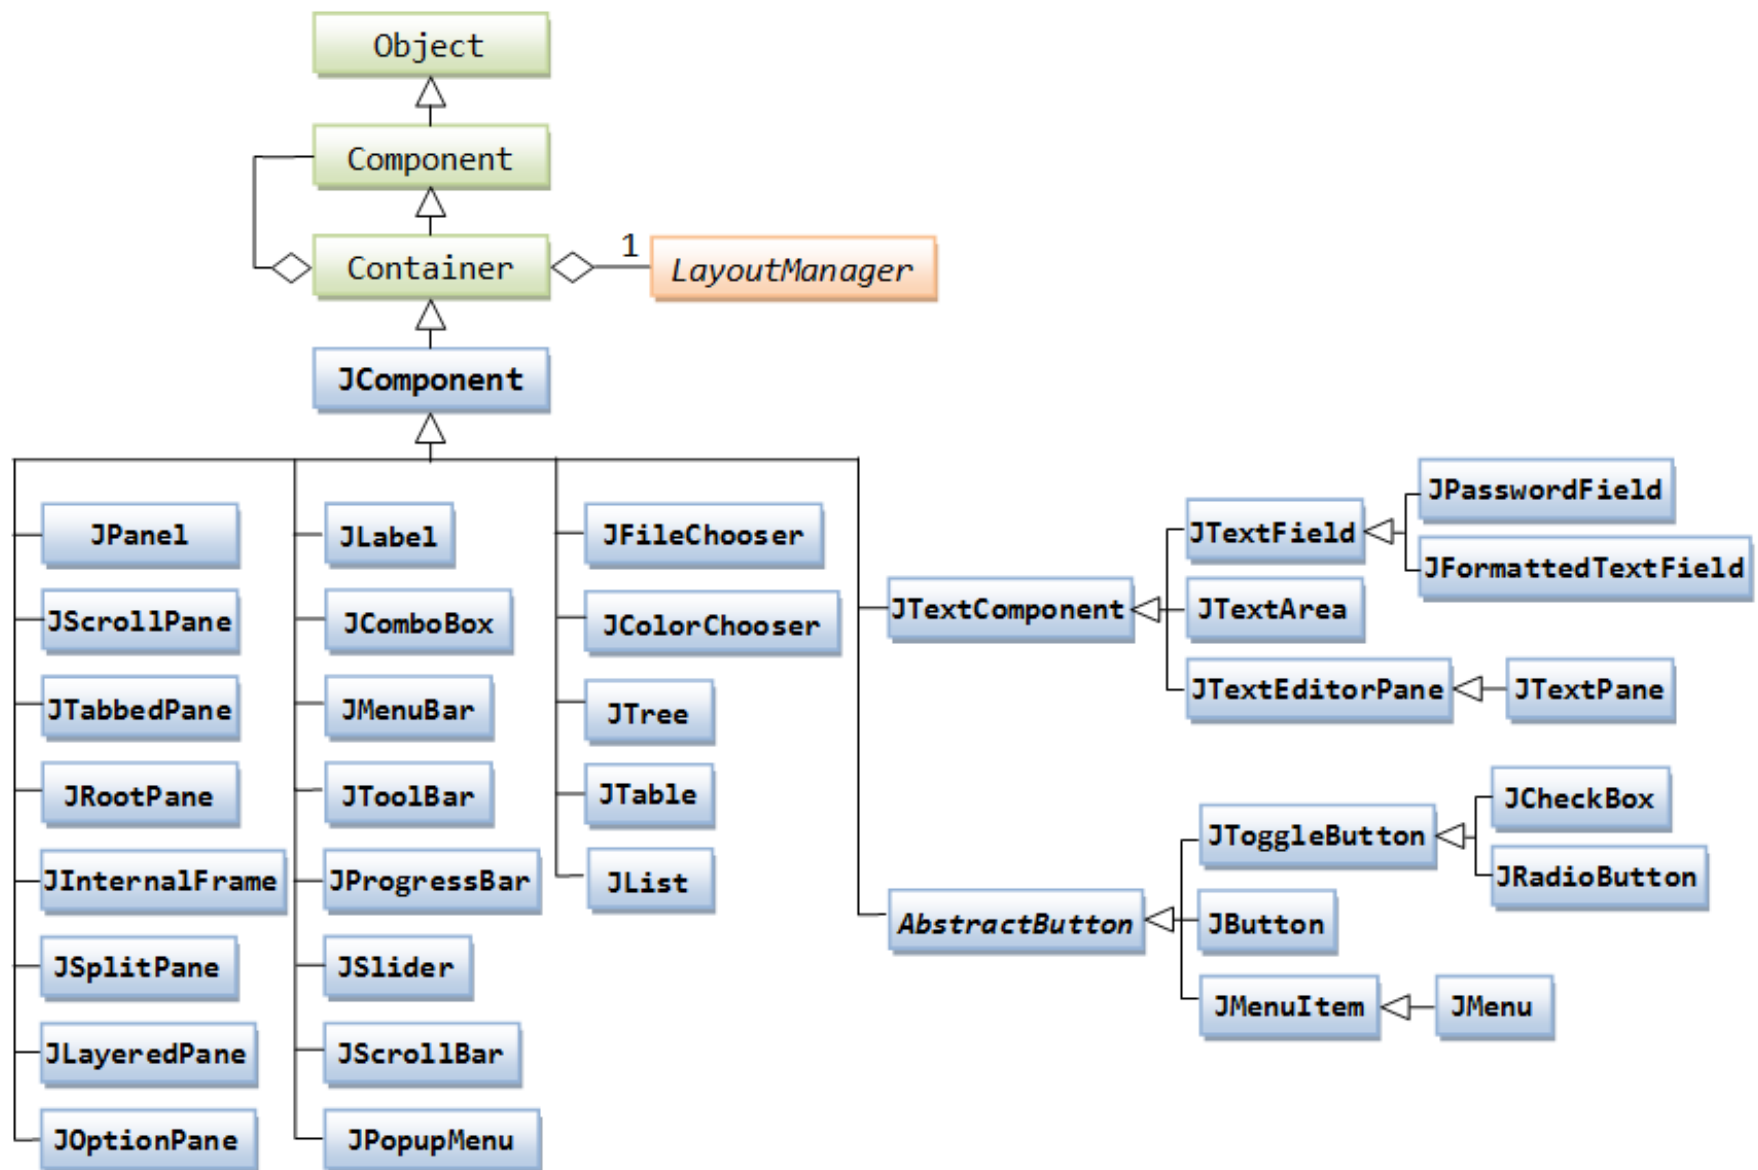 Object
Component
Container
1
LayoutManager
JComponent
JPanel
JScrollPane
JTabbedPane
JRootPane
JInternalFrame
JSplitPane
JLayeredPane
JOptionPane
JLabel
JComboBox
JMenuBar
JToolBar
JProgressBar
JSlider
JScrollBar
JPopupMenu
JFileChooser
JColorChooser
JTree
JTable
JList
JTextComponent
JTextField
JPasswordField
JFormattedTextField
JTextArea
JTextEditorPane
JTextPane
AbstractButton
JToggleButton
JCheckBox
JRadioButton
JButton
JMenuItem
JMenu